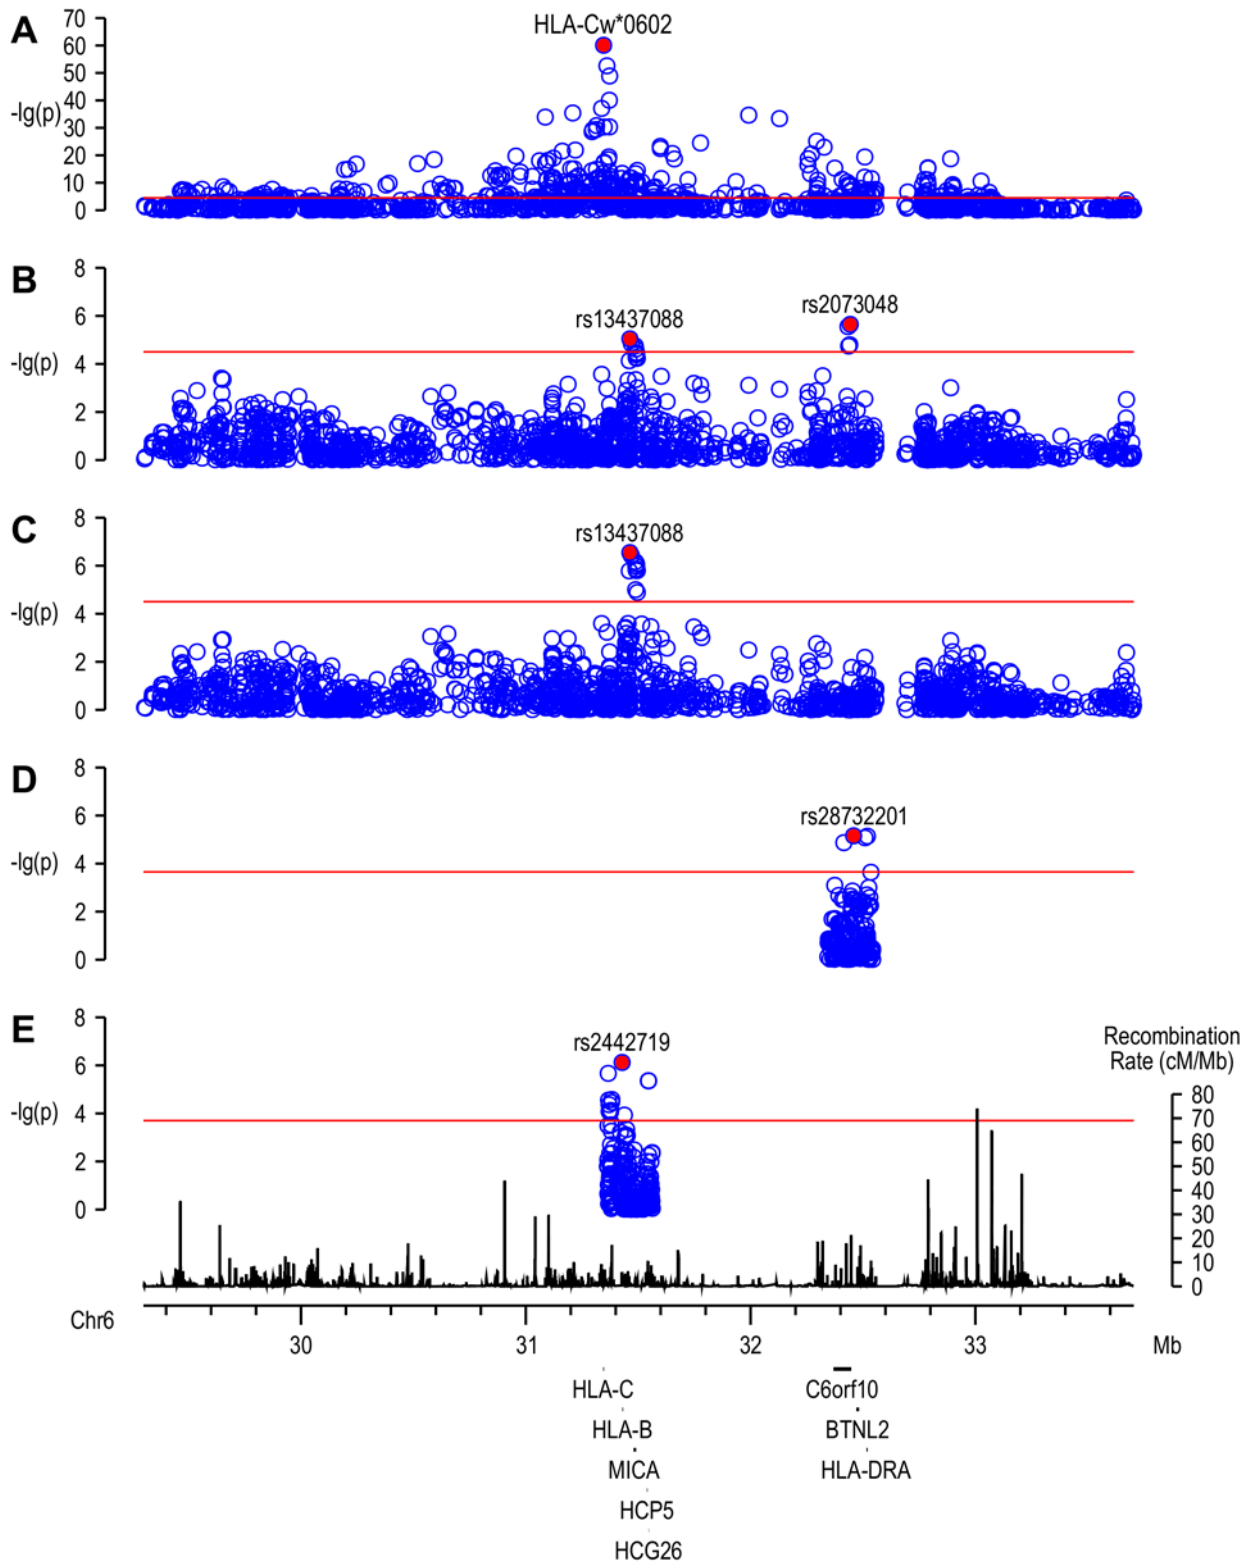 A
70
60
50
40
30
20
10
0
-lg(p)
HLA-Cw*0602
B
8
6
4
2
0
-lg(p)
rs13437088
rs2073048
C
8
6
4
2
0
-lg(p)
rs13437088
D
8
6
4
2
0
-lg(p)
rs28732201
E
8
6
4
2
0
-lg(p)
rs2442719
Recombination
Rate (cM/Mb)
80
70
60
50
40
30
20
10
0
Chr6
30 31 32 33 Mb
HLA-C C6orf10
HLA-B BTNL2
MICA HLA-DRA
HCP5
HCG26